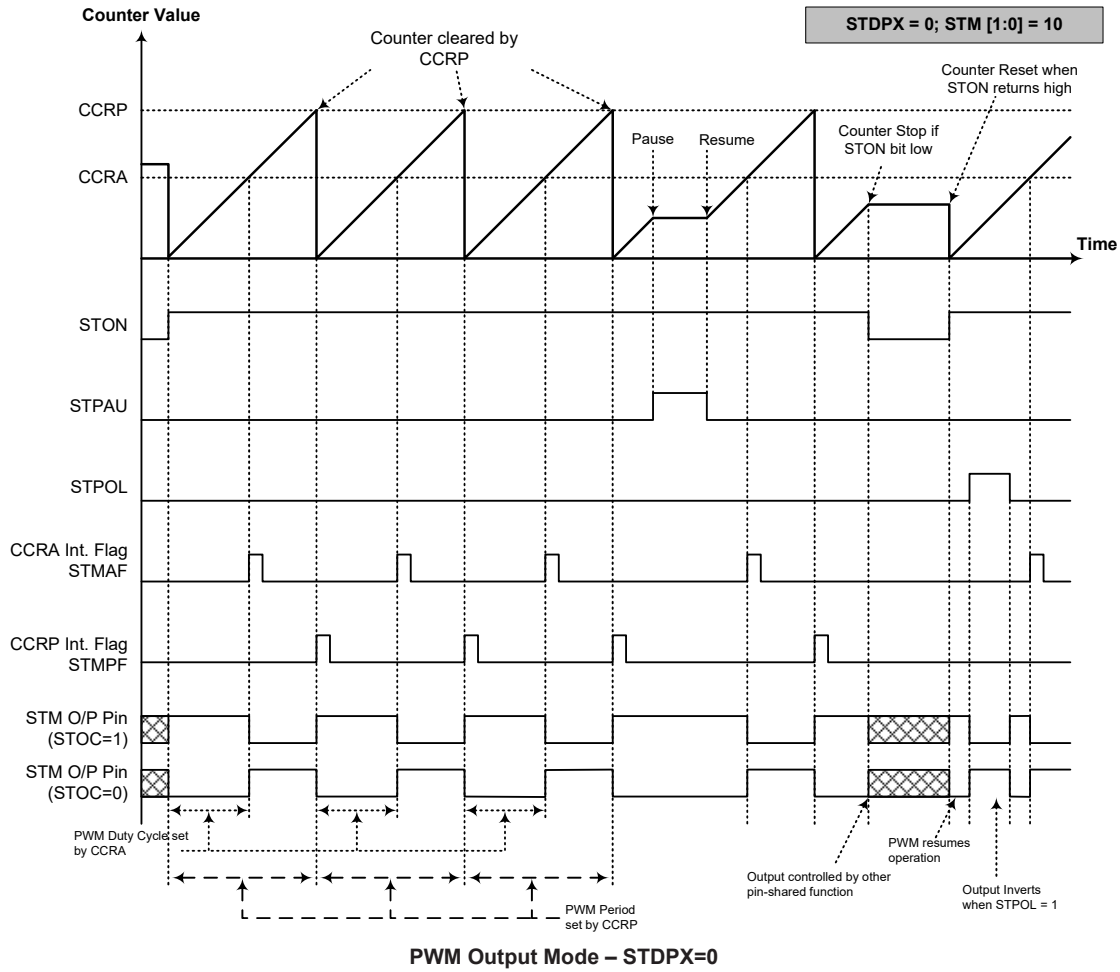 Counter Value
STDPX = 0; STM [1:0] = 10
Counter cleared by
CCRP
Counter Reset when
STON returns high
CCRP
Pause
Resume
Counter Stop if
STON bit low
CCRA
Time
STON
STPAU
STPOL
CCRA Int. Flag
STMAF
CCRP Int. Flag
STMPF
STM O/P Pin
(STOC=1)
STM O/P Pin
(STOC=0)
PWM Duty Cycle set
by CCRA
PWM resumes
operation
Output controlled by other
pin-shared function
Output Inverts
when STPOL = 1
PWM Period
set by CCRP
PWM Output Mode – STDPX=0